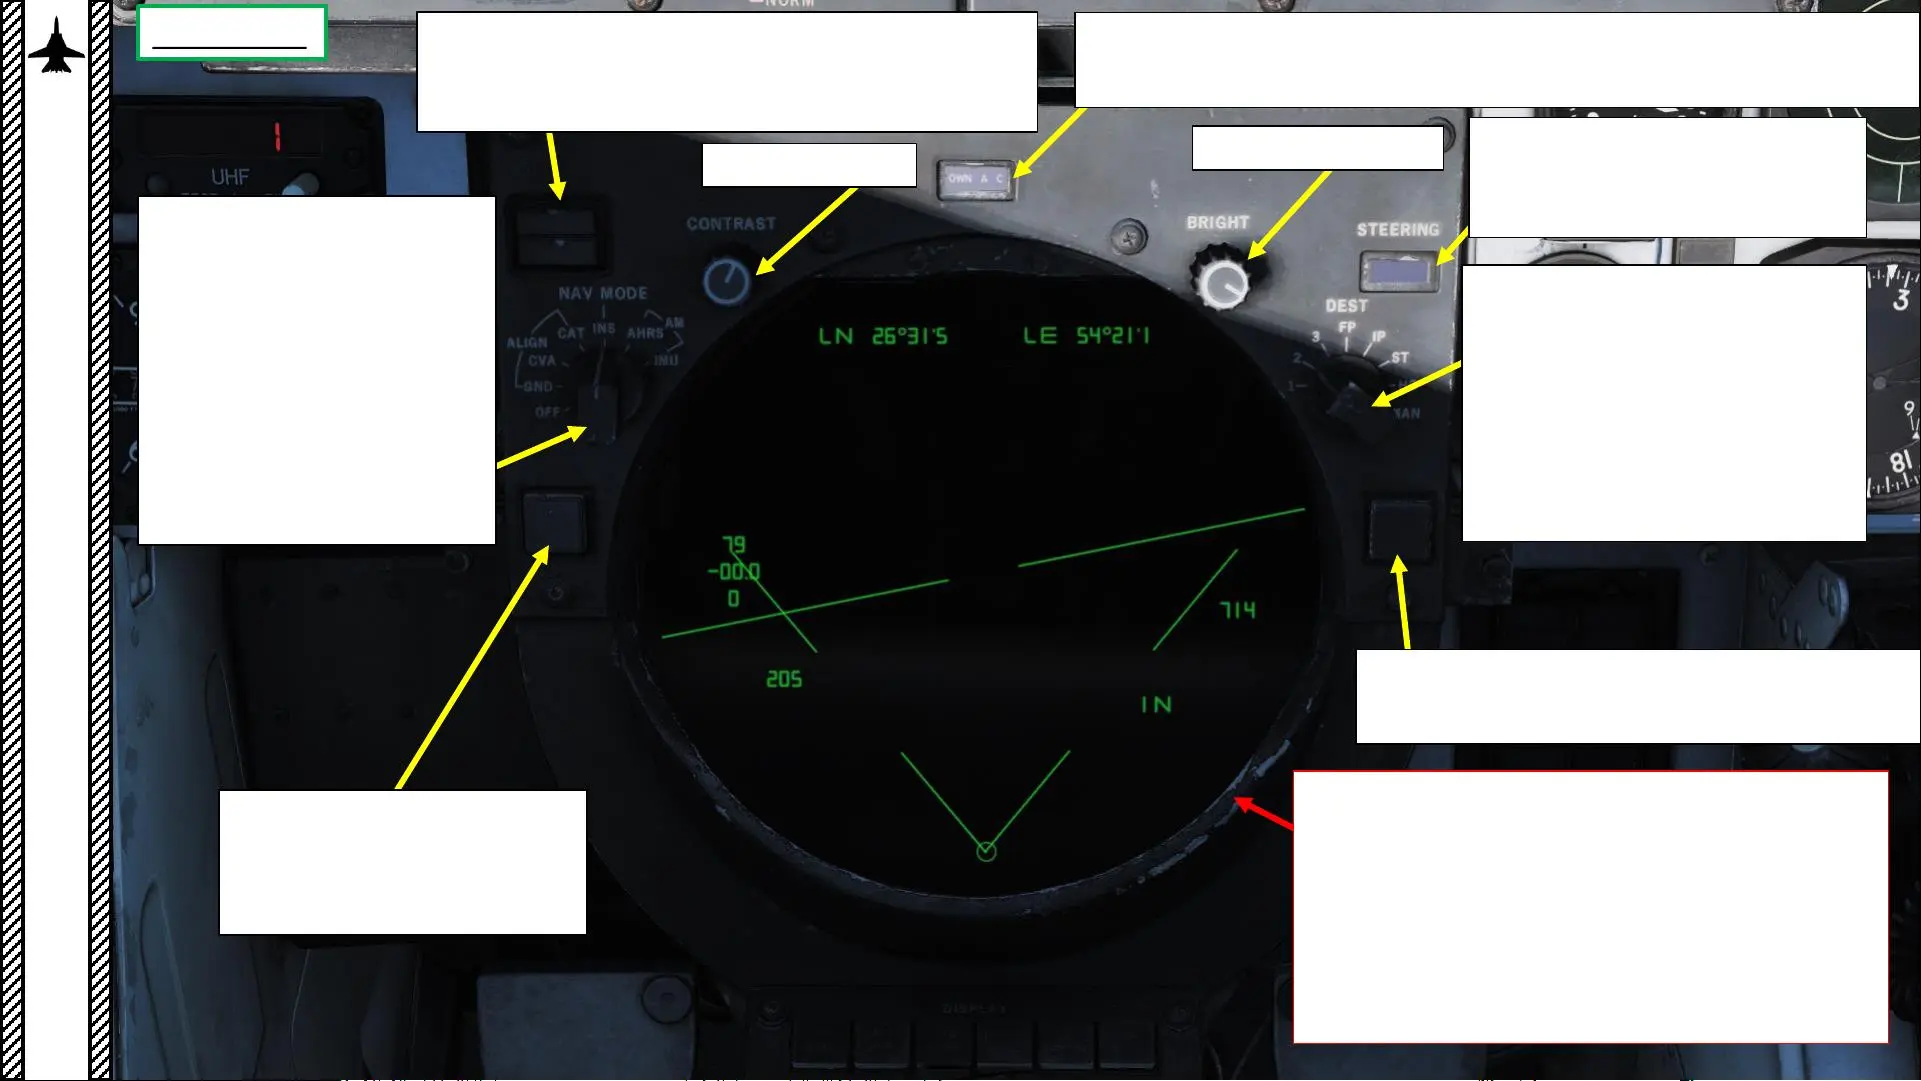 NORM
1
UHF
OWN A C
CONTRAST
BRIGHT
STEERING
NAV MODE
DEST
ALIGN
CAT
INS
AHRS
AM
CVA
IMU
GND
OFF
1
2
3
FP
IP
ST
MAN
LN 26°31'5
LE 54°21'1
79
-00.0
0
205
714
IN
DISPLAY
3
9
81